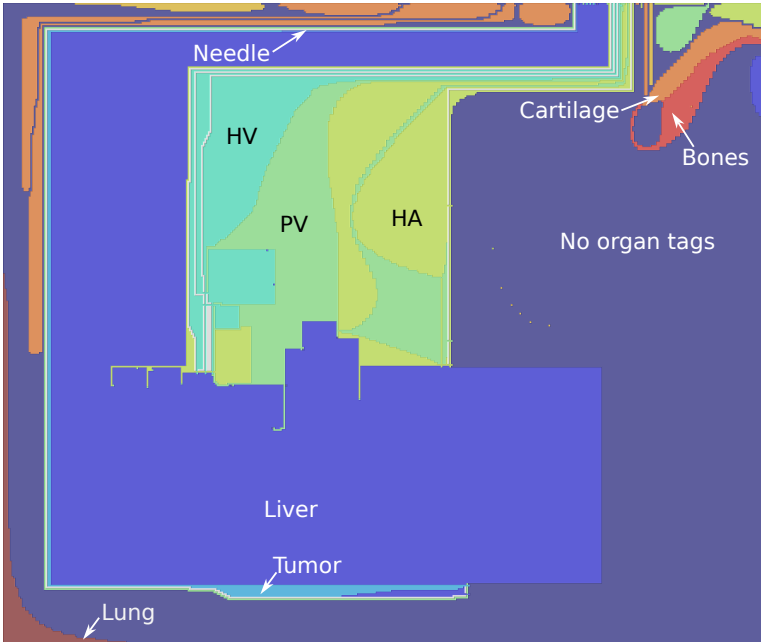 Needle
Cartilage
HV
Bones
PV
HA
No organ tags
Liver
Tumor
Lung